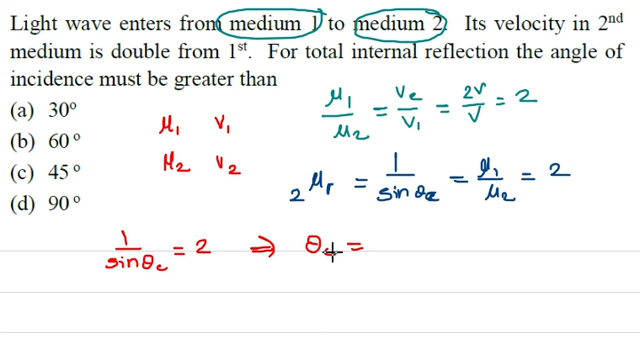 Light wave enters from medium 1 to medium 2. Its velocity in 2nd
medium is double from 1st. For total internal reflection the angle of
incidence must be greater than
(a) 30°
(b) 60°
(c) 45°
(d) 90°
μ₁/μ₂ = v₂/v₁ = 2v/v = 2
μ₁ v₁
μ₂ v₂
₂μr = 1/sin θc = μ₁/μ₂ = 2
1/sin θc = 2 ⇒ θc =